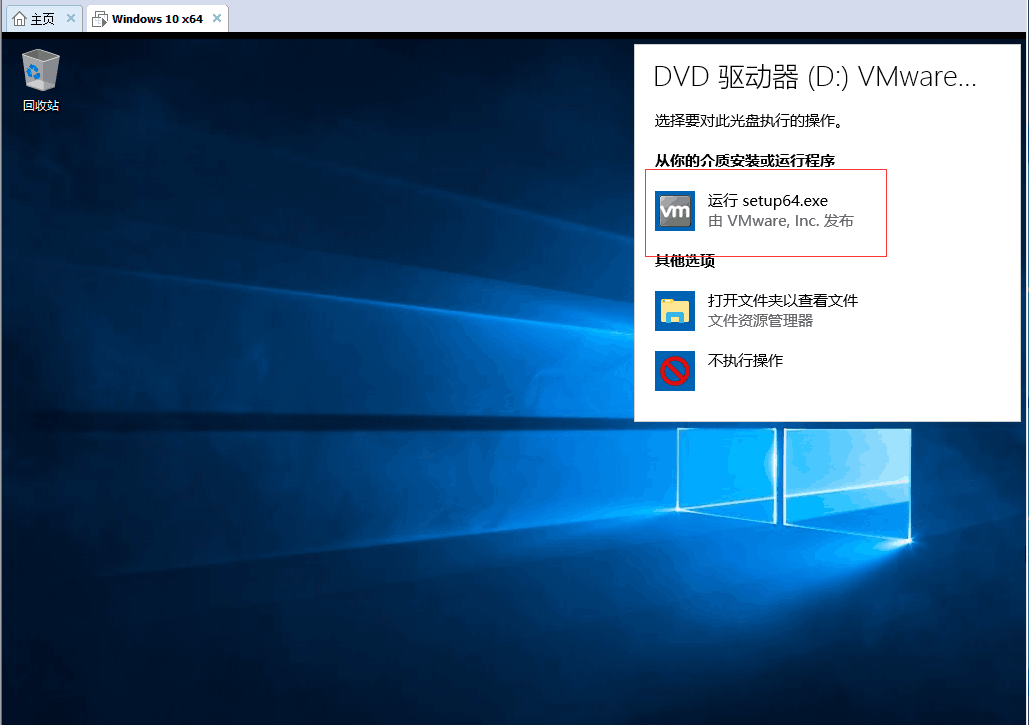 主页
Windows 10 x64
回收站
DVD 驱动器 (D:) VMware...
选择要对此光盘执行的操作。
从你的介质安装或运行程序
vm
运行 setup64.exe
由 VMware, Inc. 发布
其他选项
打开文件夹以查看文件
文件资源管理器
不执行操作